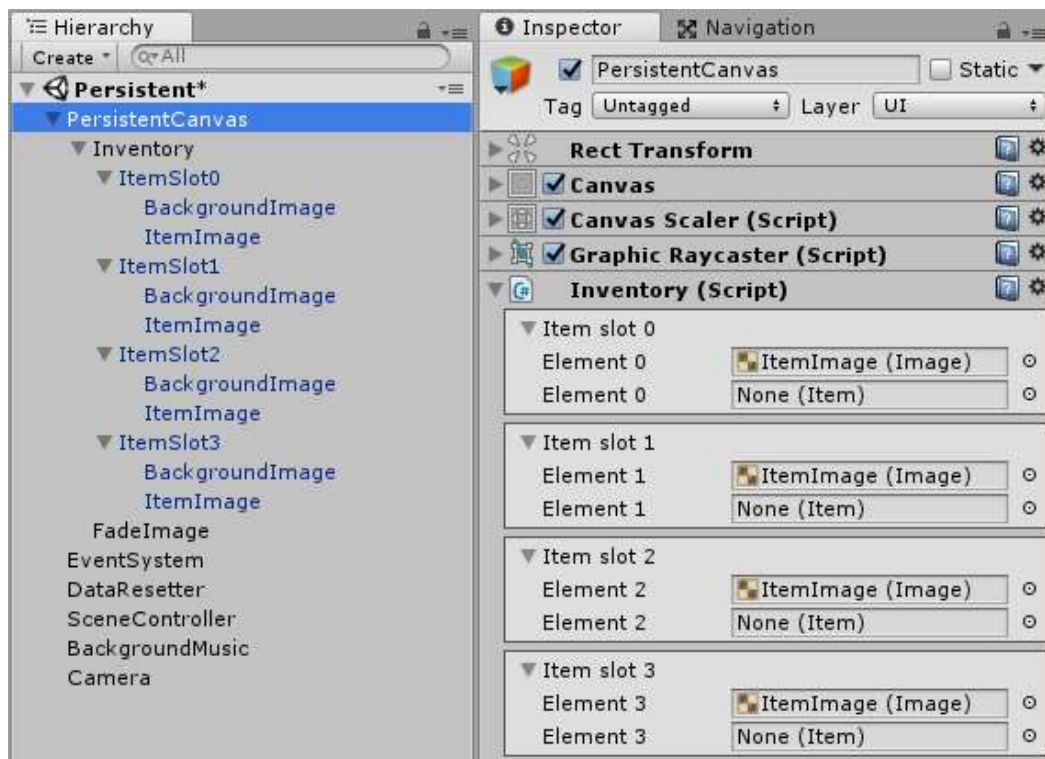 Hierarchy
Create All
Persistent*
PersistentCanvas
Inventory
ItemSlot0
BackgroundImage
ItemImage
ItemSlot1
BackgroundImage
ItemImage
ItemSlot2
BackgroundImage
ItemImage
ItemSlot3
BackgroundImage
ItemImage
FadeImage
EventSystem
DataResetter
SceneController
BackgroundMusic
Camera
Inspector Navigation
PersistentCanvas Static
Tag Untagged Layer UI
Rect Transform
Canvas
Canvas Scaler (Script)
Graphic Raycaster (Script)
Inventory (Script)
Item slot 0
Element 0 ItemImage (Image)
Element 0 None (Item)
Item slot 1
Element 1 ItemImage (Image)
Element 1 None (Item)
Item slot 2
Element 2 ItemImage (Image)
Element 2 None (Item)
Item slot 3
Element 3 ItemImage (Image)
Element 3 None (Item)